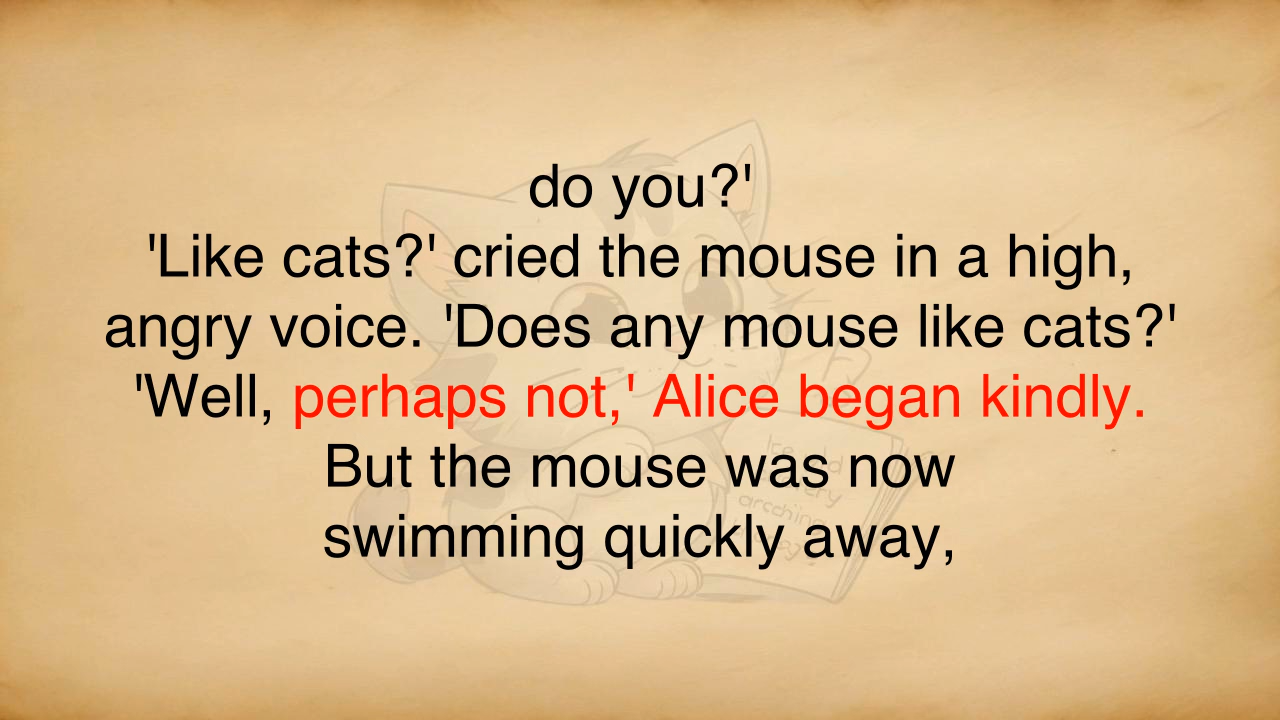 do you?'
'Like cats?' cried the mouse in a high,
angry voice. 'Does any mouse like cats?'
'Well, perhaps not,' Alice began kindly.
But the mouse was now
swimming quickly away,